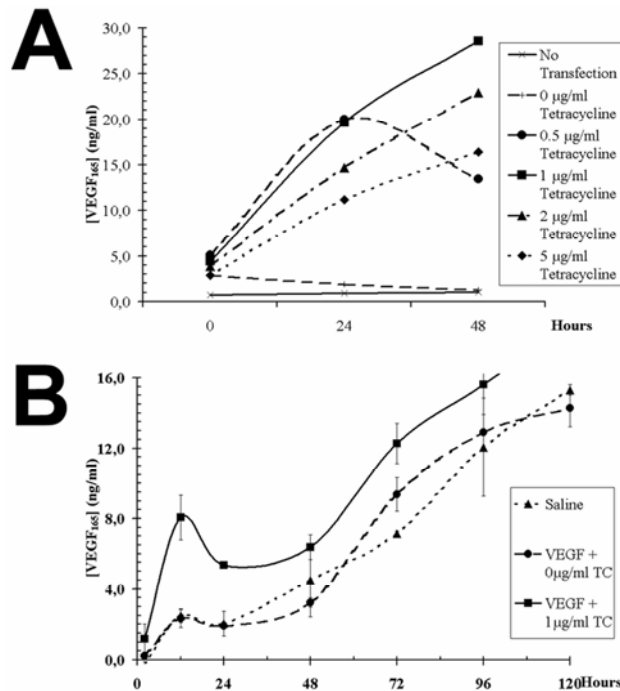 A
[VEGF165] (ng/ml)
30,0
25,0
20,0
15,0
10,0
5,0
0,0
0
24
48
Hours
No
Transfection
0 µg/ml
Tetracycline
0.5 µg/ml
Tetracycline
1 µg/ml
Tetracycline
2 µg/ml
Tetracycline
5 µg/ml
Tetracycline
B
[VEGF165] (ng/ml)
16,0
12,0
8,0
4,0
0,0
0
24
48
72
96
120
Hours
Saline
VEGF +
0µg/ml TC
VEGF +
1µg/ml TC